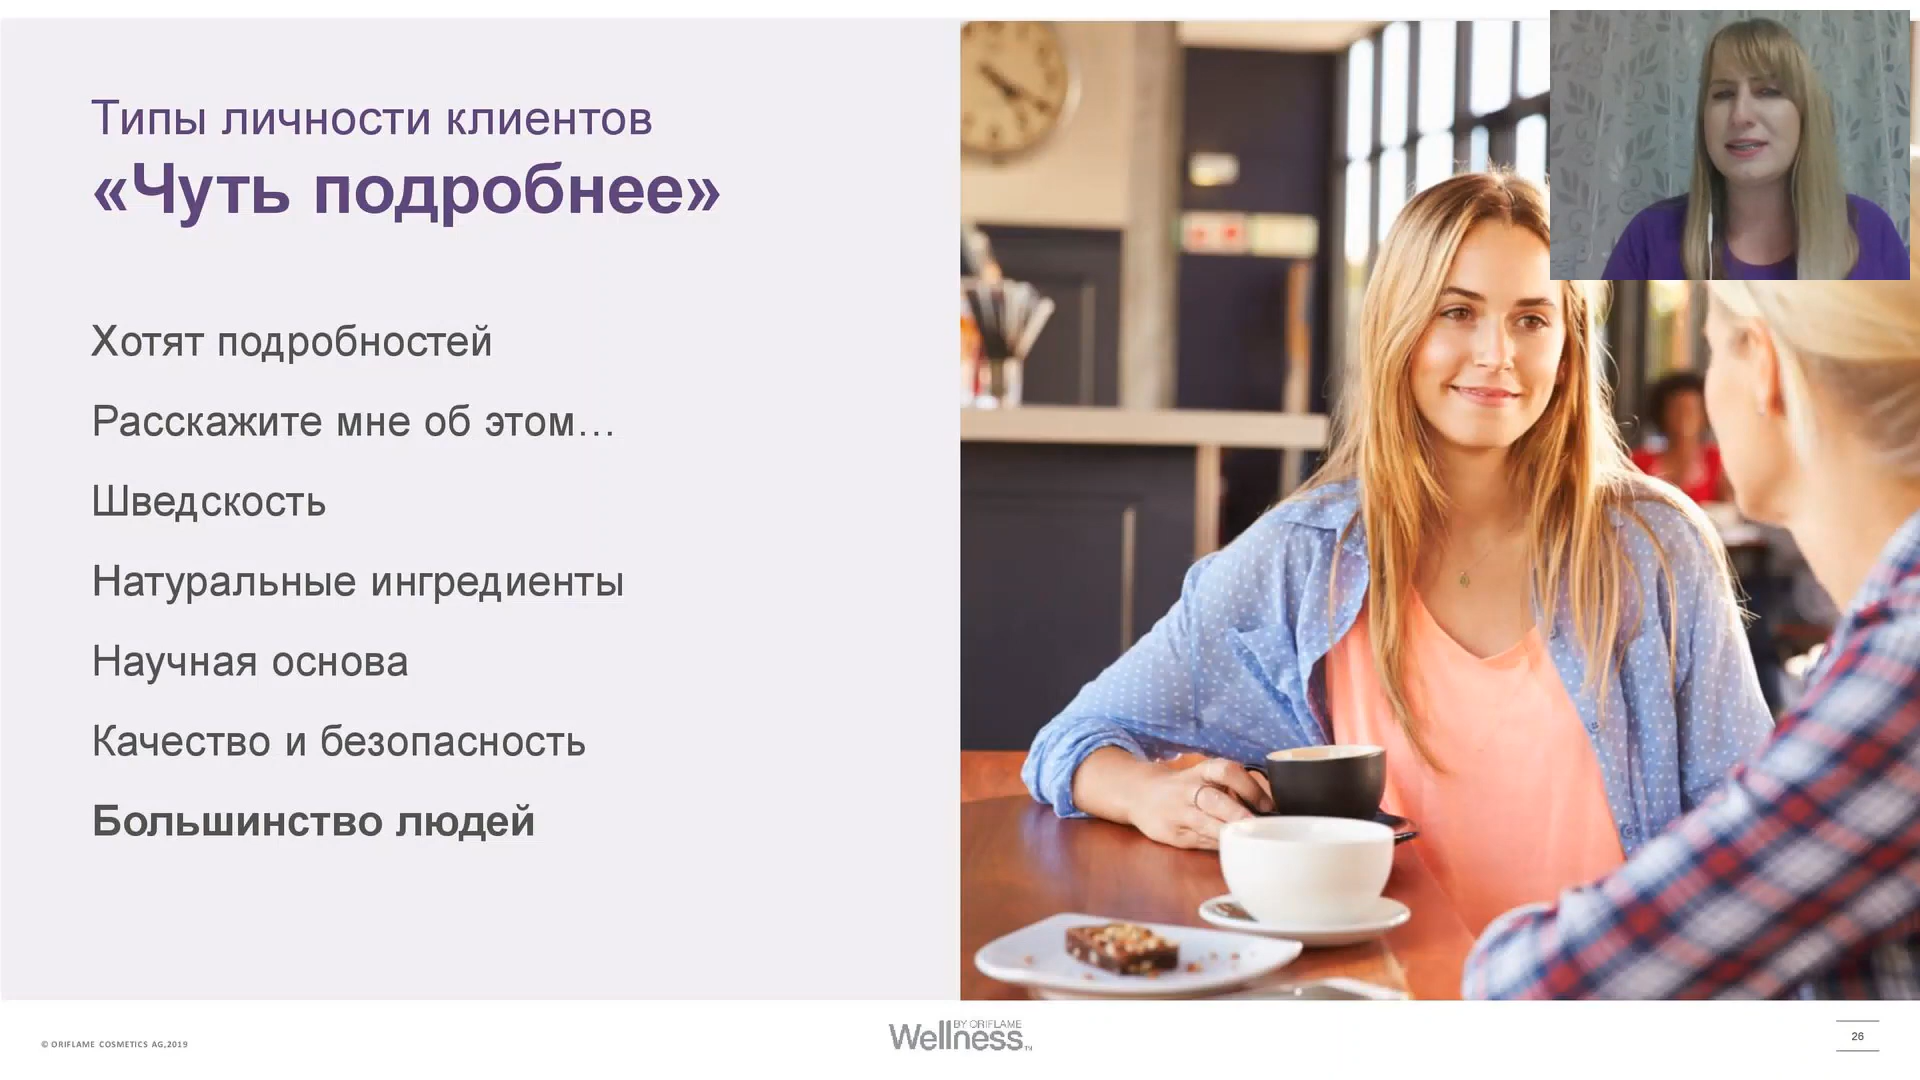 Типы личности клиентов
«Чуть подробнее»
Хотят подробностей
Расскажите мне об этом…
Шведскость
Натуральные ингредиенты
Научная основа
Качество и безопасность
Большинство людей
© ORIFLAME COSMETICS AG,2019
BY ORIFLAME
Wellness™
26